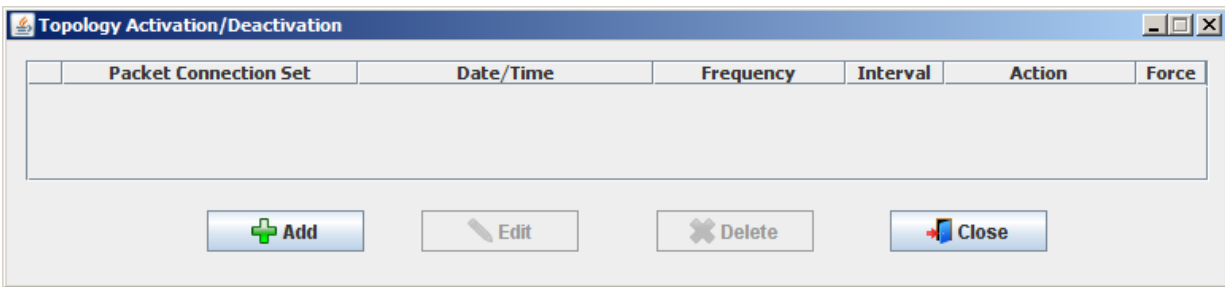 Topology Activation/Deactivation
Packet Connection Set Date/Time Frequency Interval Action Force
Add Edit Delete Close